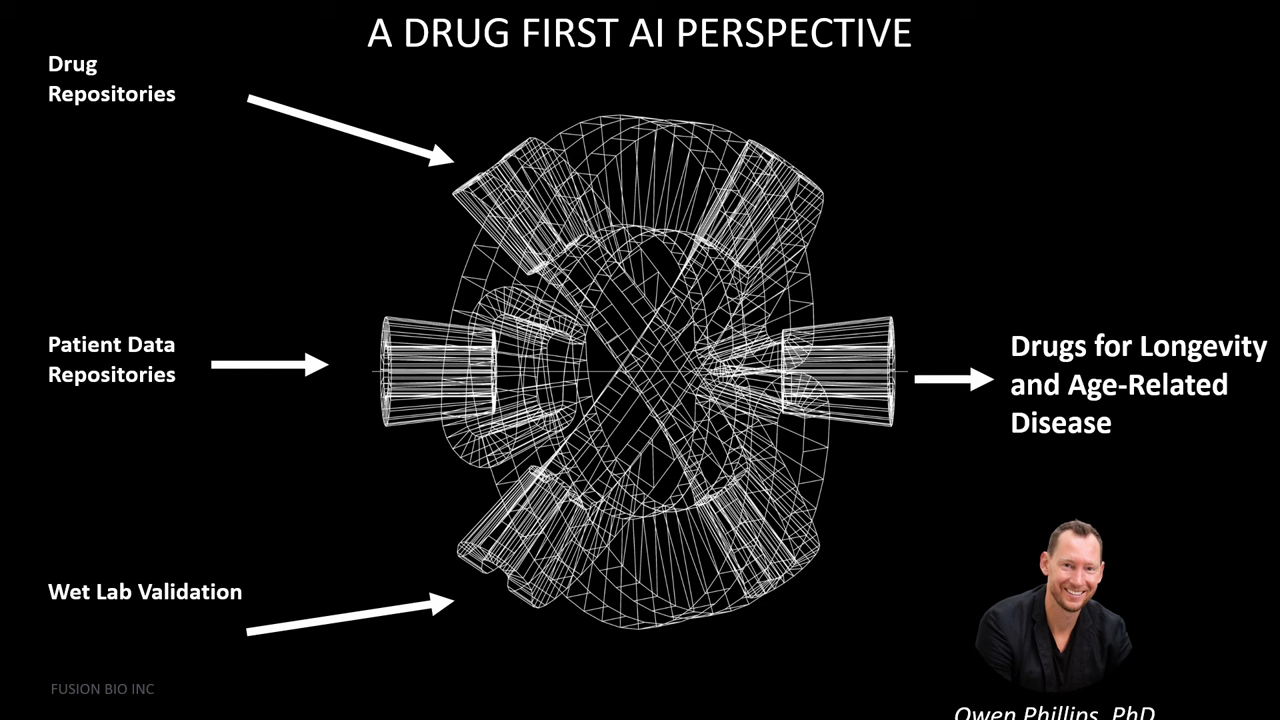 A DRUG FIRST AI PERSPECTIVE
Drug
Repositories
Patient Data
Repositories
Drugs for Longevity
and Age-Related
Disease
Wet Lab Validation
FUSION BIO INC
Owen Phillips, PhD